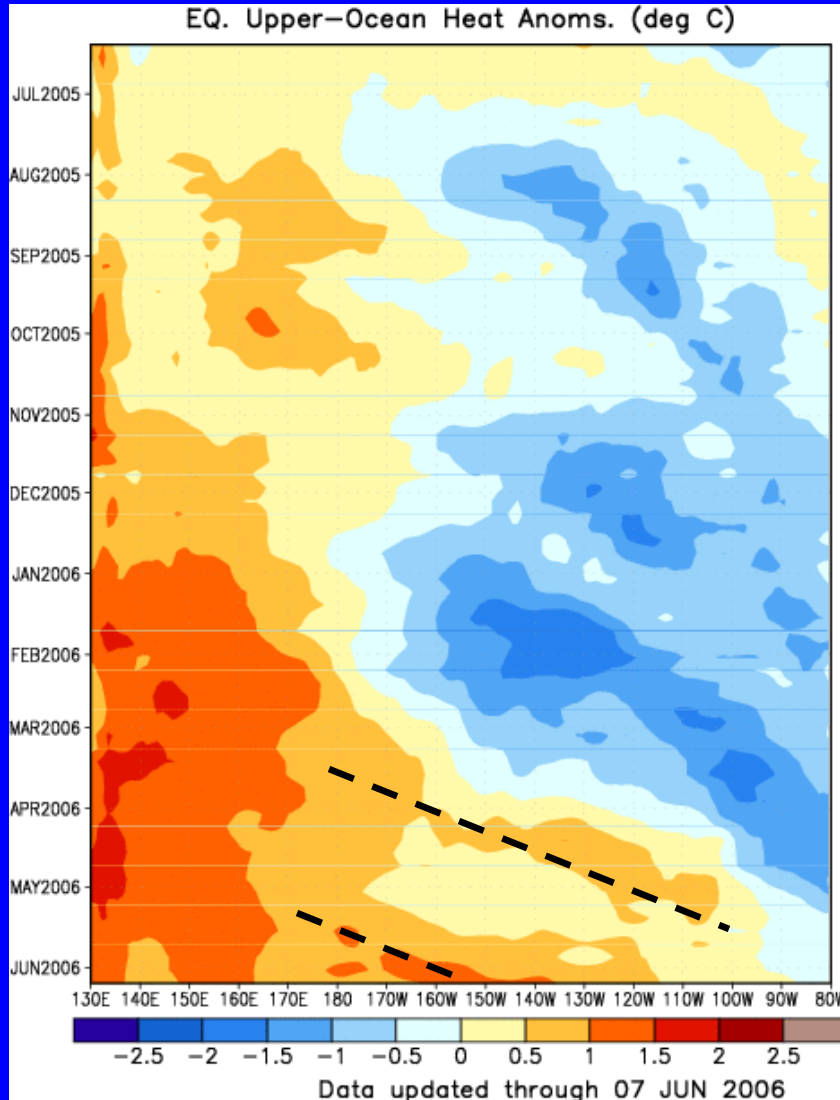 EQ. Upper-Ocean Heat Anoms. (deg C)
JUL2005
AUG2005
SEP2005
OCT2005
NOV2005
DEC2005
JAN2006
FEB2006
MAR2006
APR2006
MAY2006
JUN2006
130E 140E 150E 160E 170E 180 170W 160W 150W 140W 130W 120W 110W 100W 90W 80W
-2.5 -2 -1.5 -1 -0.5 0 0.5 1 1.5 2 2.5
Data updated through 07 JUN 2006